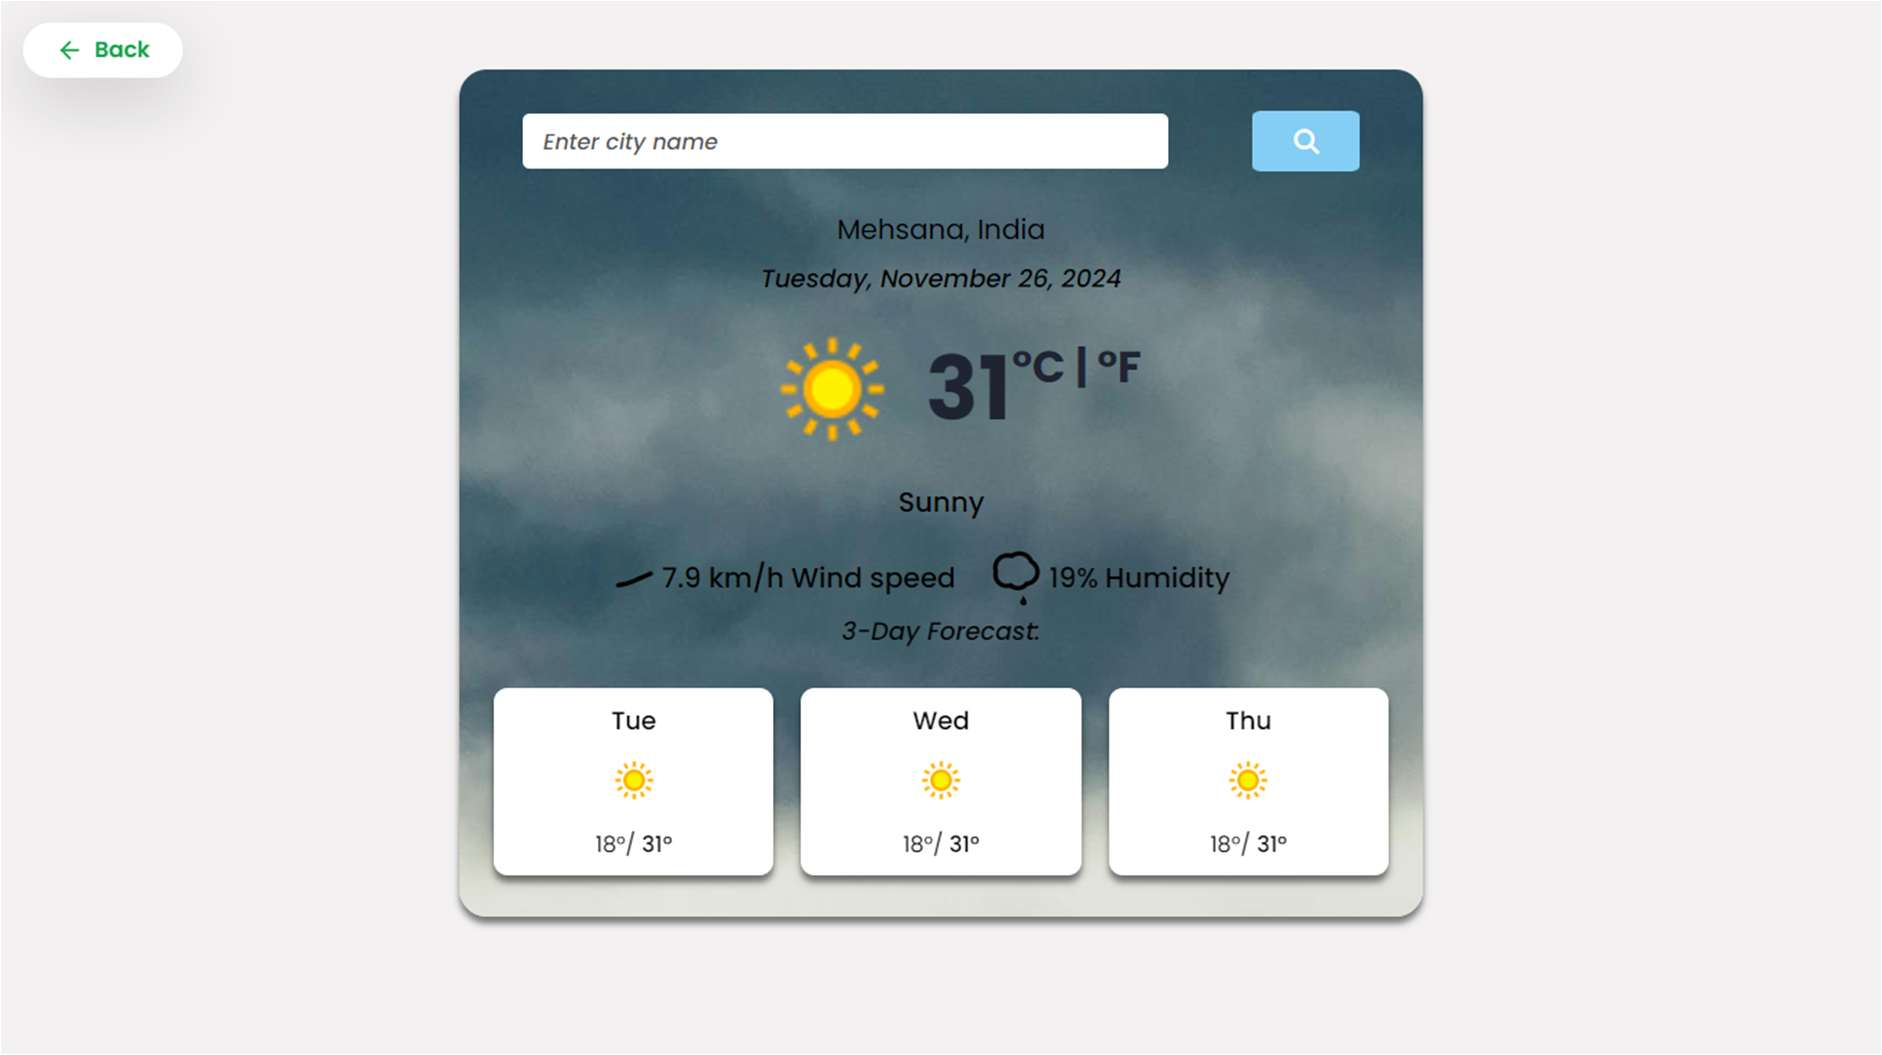 Back
Enter city name
Mehsana, India
Tuesday, November 26, 2024
31°C | °F
Sunny
7.9 km/h Wind speed 19% Humidity
3-Day Forecast:
Tue Wed Thu
18°/ 31° 18°/ 31° 18°/ 31°